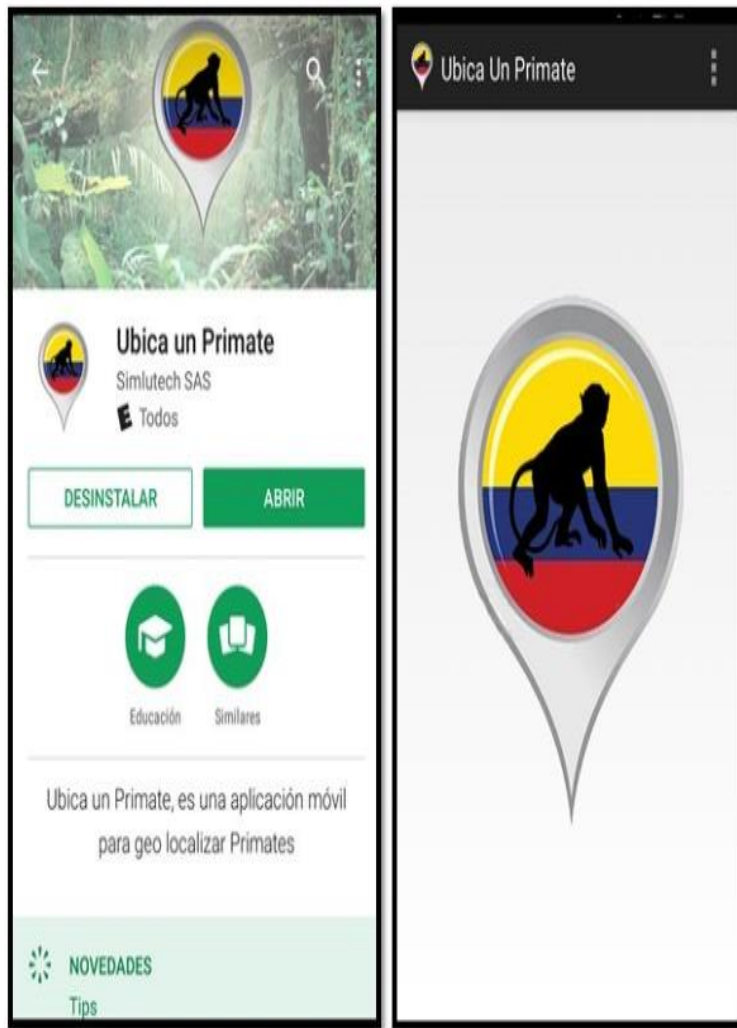 Ubica un Primate
Simlutech SAS
E Todos
DESINSTALAR
ABRIR
Educación
Similares
Ubica un Primate, es una aplicación móvil
para geo localizar Primates
NOVEDADES
Tips
Ubica Un Primate